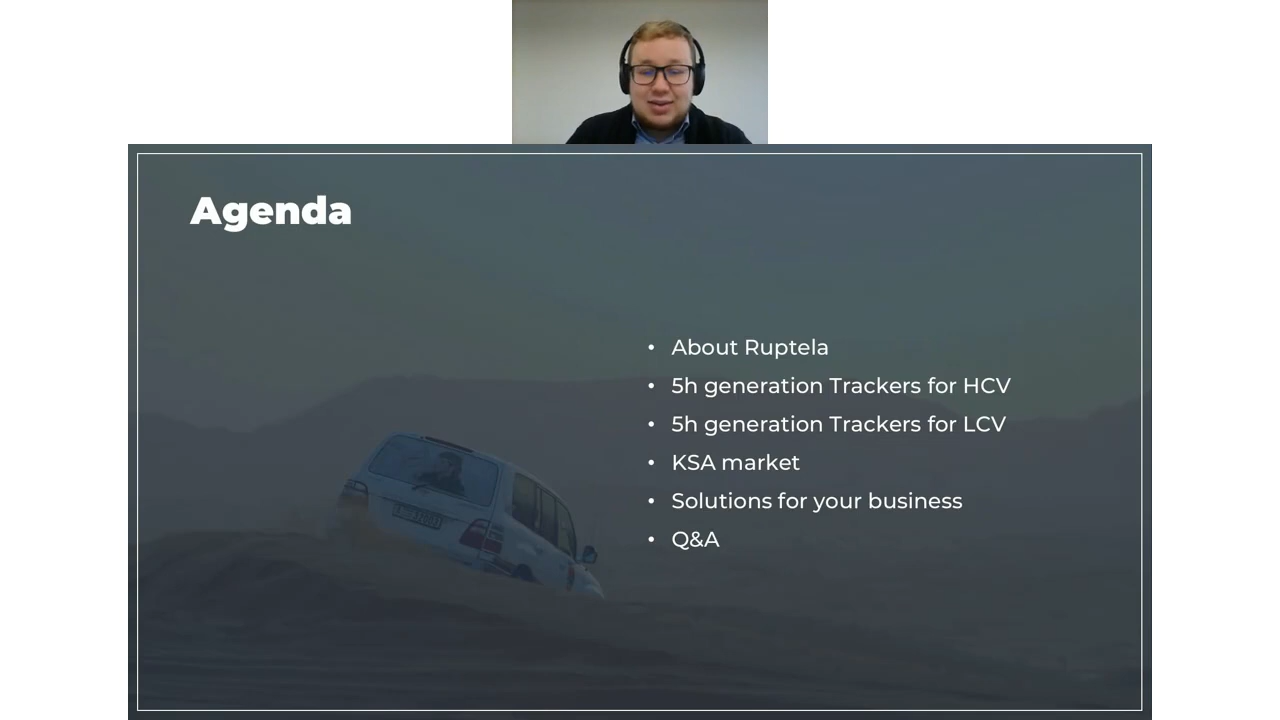 Agenda
• About Ruptela
• 5h generation Trackers for HCV
• 5h generation Trackers for LCV
• KSA market
• Solutions for your business
• Q&A